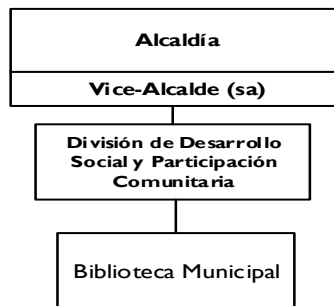 Alcaldía
Vice-Alcalde (sa)
División de Desarrollo
Social y Participación
Comunitaria
Biblioteca Municipal